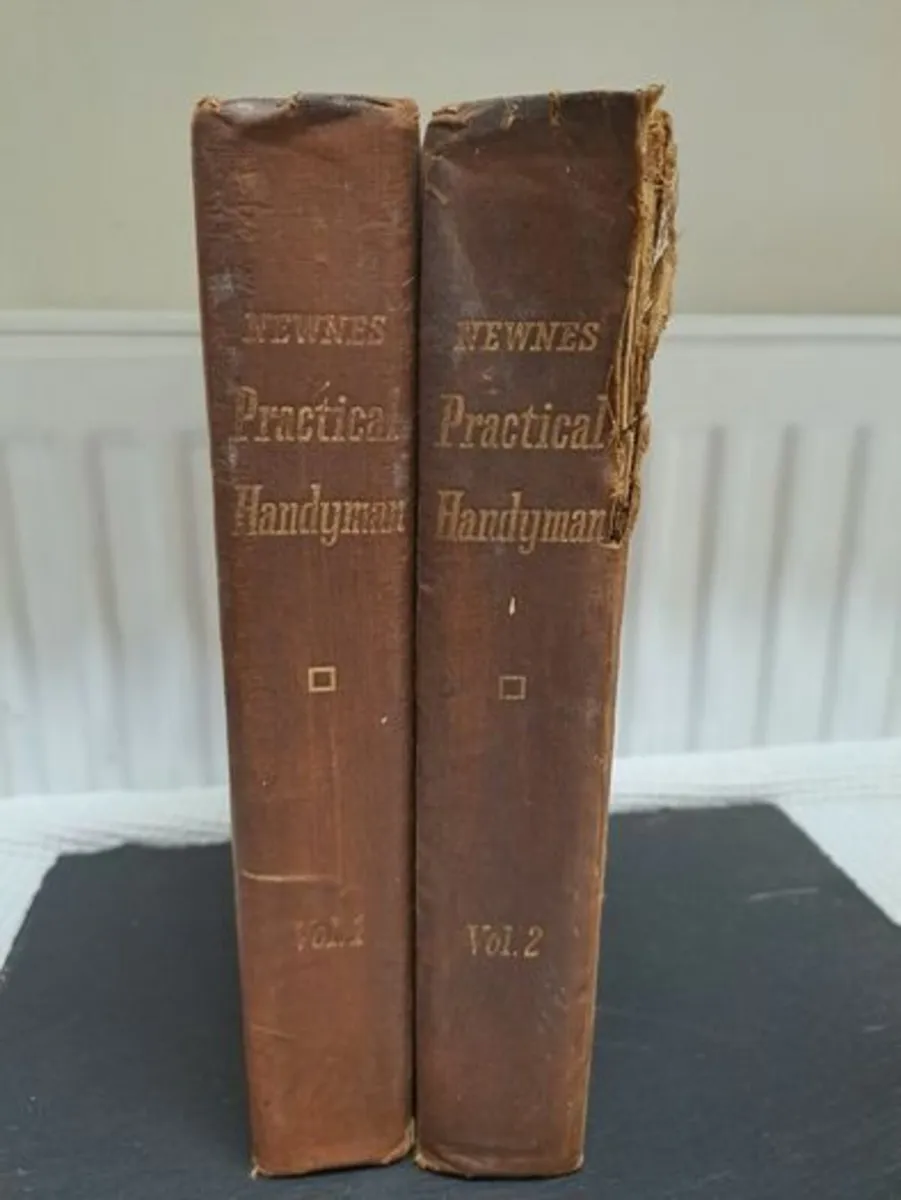 NEWNES
Practical
Handyman
Vol. 1
NEWNES
Practical
Handyman
Vol. 2